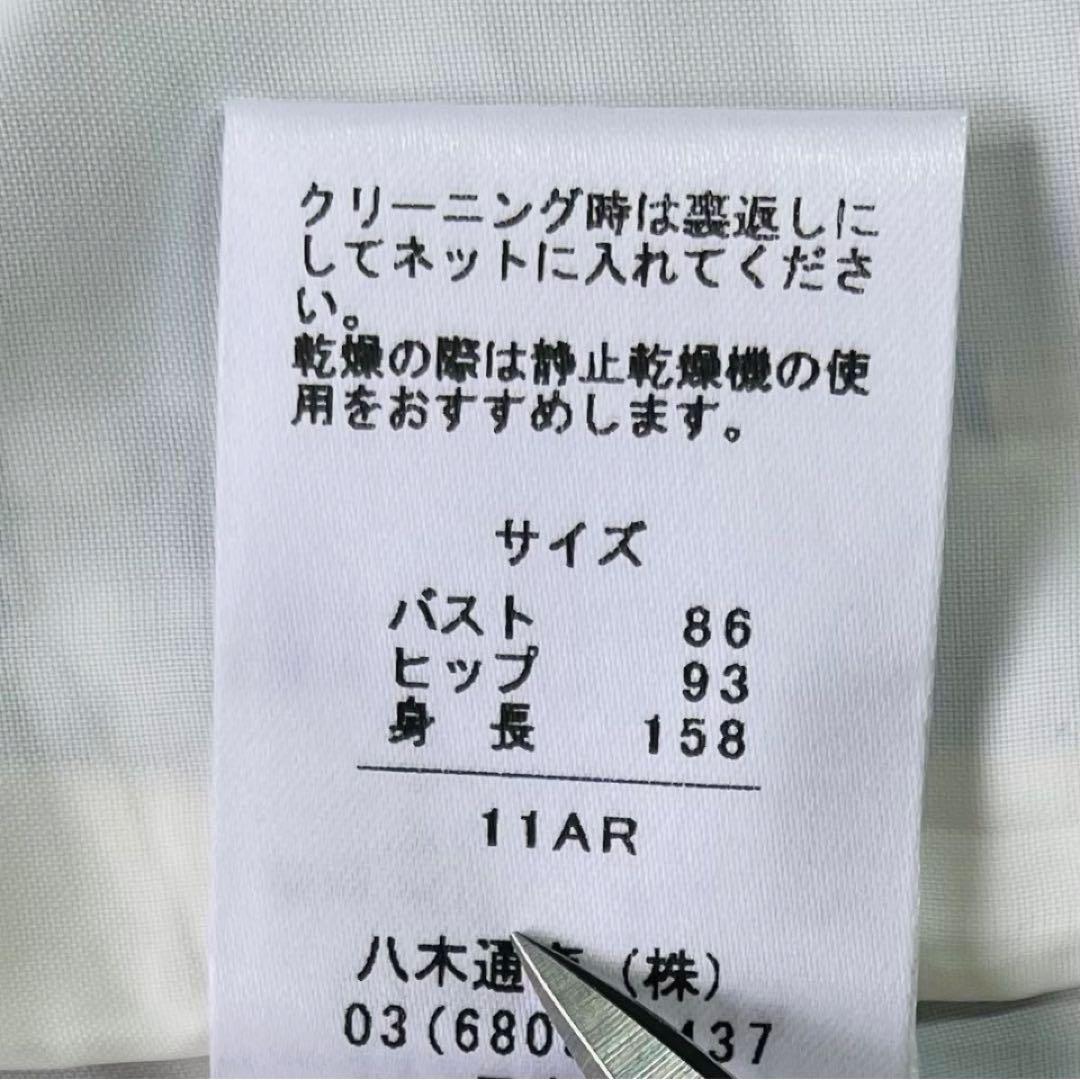 クリーニング時は裏返しに
してネットに入れてくださ
い。
乾燥の際は静止乾燥機の使
用をおすすめします。
サイズ
バスト 86
ヒップ 93
身 長 158
11AR
八木通 (株)
03(680 437